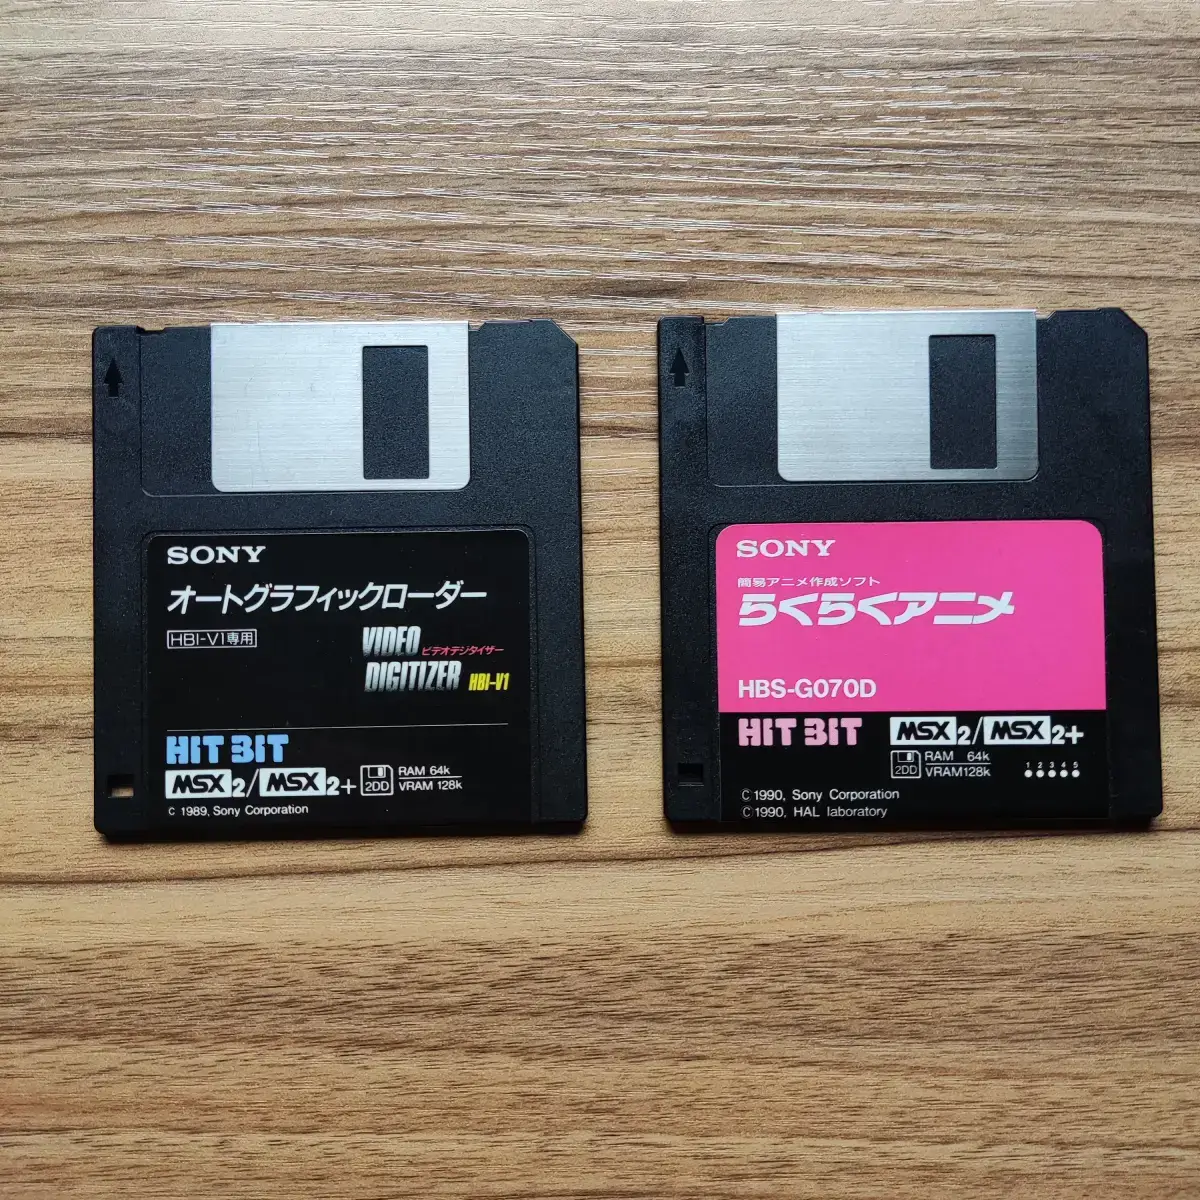 SONY
オートグラフィックローダー
HBI-V1専用
VIDEO ビデオデジタイザー
DIGITIZER HBI-V1
HIT BIT
MSX2/MSX2+ 2DD RAM 64k
VRAM 128k
© 1989, Sony Corporation
SONY
簡易アニメ作成ソフト
らくらくアニメ
HBS-G070D
HIT BIT MSX2/MSX2+
2DD RAM 64k
VRAM128k
1 2 3 4 5
©1990, Sony Corporation
©1990, HAL laboratory